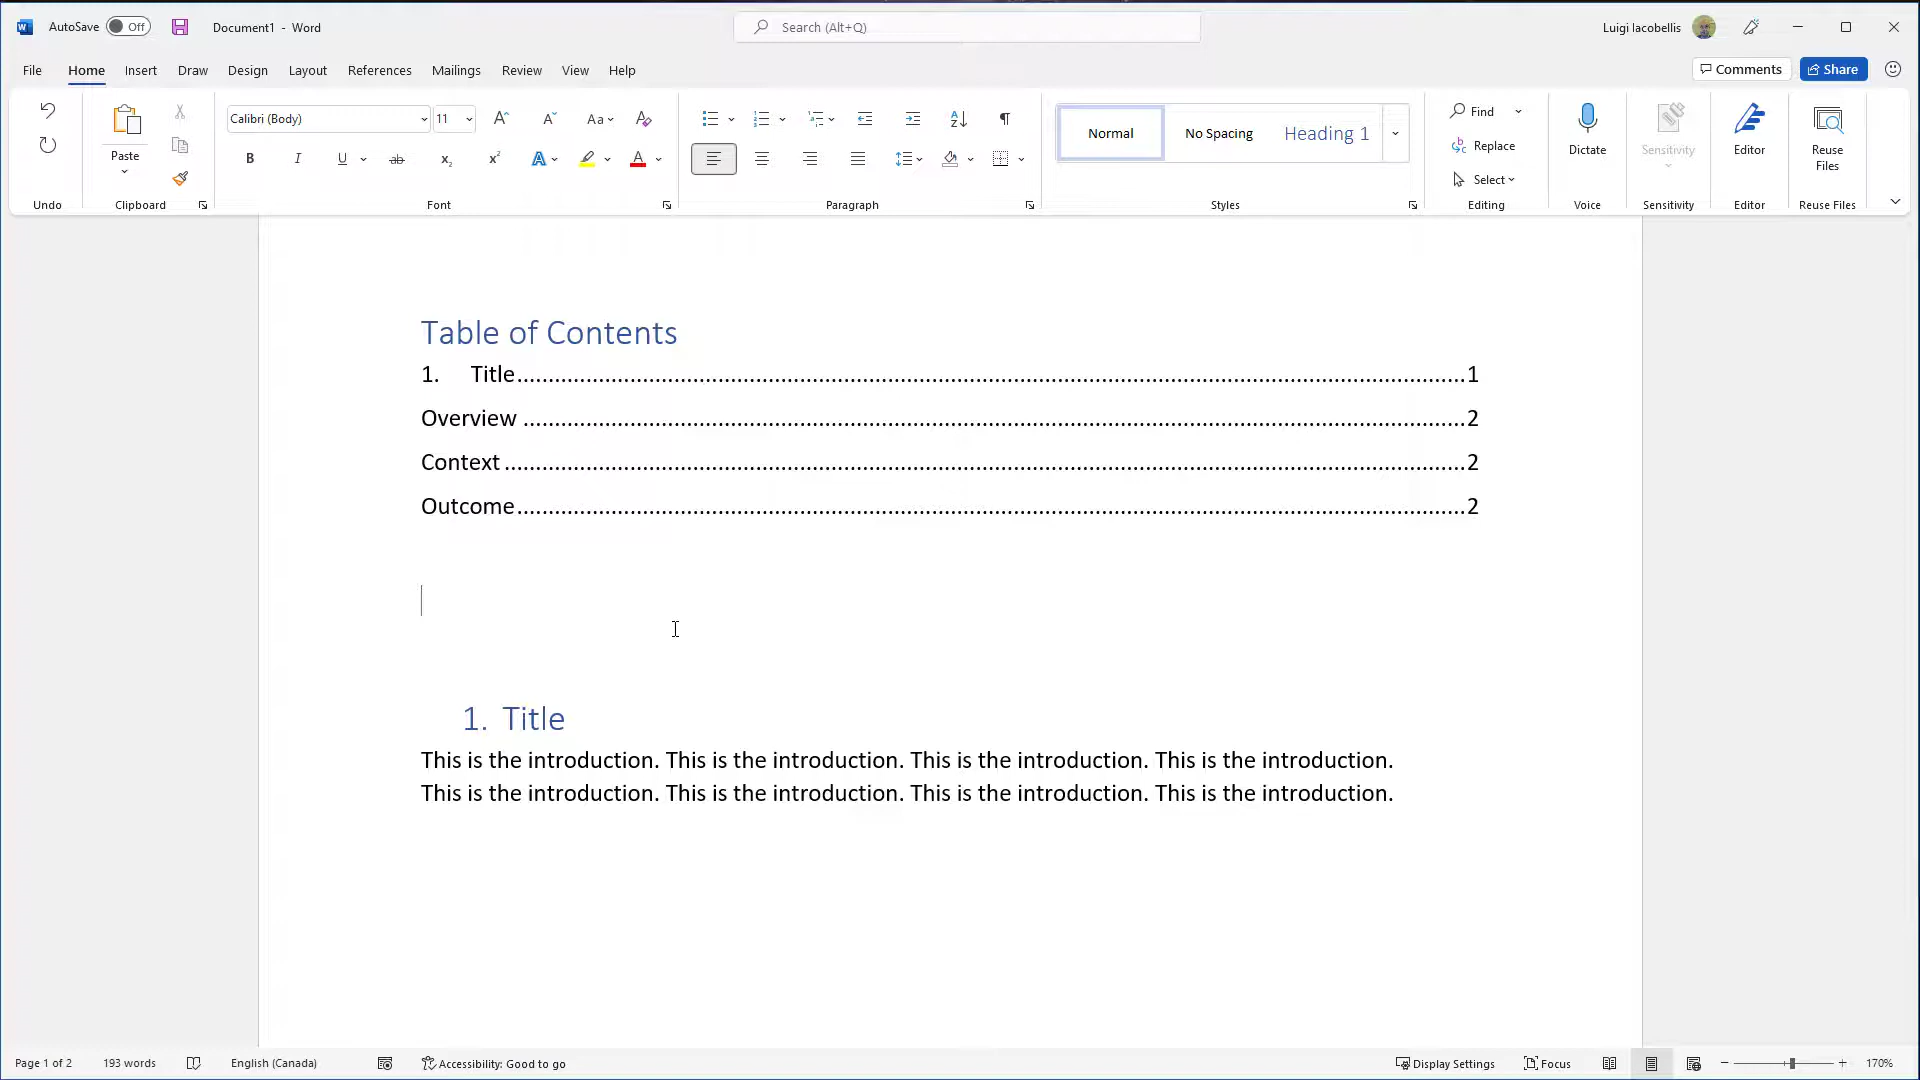 AutoSave Off Document1 - Word Search (Alt+Q) Luigi Iacobellis
File Home Insert Draw Design Layout References Mailings Review View Help Comments Share
Calibri (Body) 11 Aa Normal No Spacing Heading 1 Find
Paste Replace Dictate Sensitivity Editor Reuse Files
B I U ab x₂ x² A A Select
Undo Clipboard Font Paragraph Styles Editing Voice Sensitivity Editor Reuse Files
Table of Contents
1. Title..........1
Overview..........2
Context..........2
Outcome..........2
1. Title
This is the introduction. This is the introduction. This is the introduction. This is the introduction.
This is the introduction. This is the introduction. This is the introduction. This is the introduction.
Page 1 of 2 193 words English (Canada) Accessibility: Good to go Display Settings Focus 170%